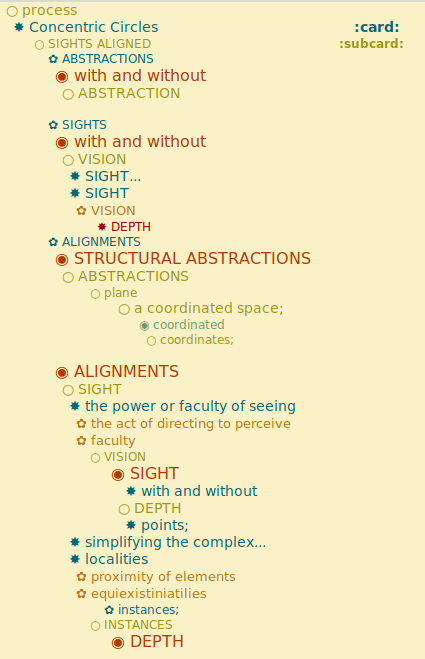 process
Concentric Circles :card:
SIGHTS ALIGNED :subcard:
ABSTRACTIONS
with and without
ABSTRACTION
SIGHTS
with and without
VISION
SIGHT...
SIGHT
VISION
DEPTH
ALIGNMENTS
STRUCTURAL ABSTRACTIONS
ABSTRACTIONS
plane
a coordinated space;
coordinated
coordinates;
ALIGNMENTS
SIGHT
the power or faculty of seeing
the act of directing to perceive
faculty
VISION
SIGHT
with and without
DEPTH
points;
simplifying the complex...
localities
proximity of elements
equiexistiniatilies
instances;
INSTANCES
DEPTH